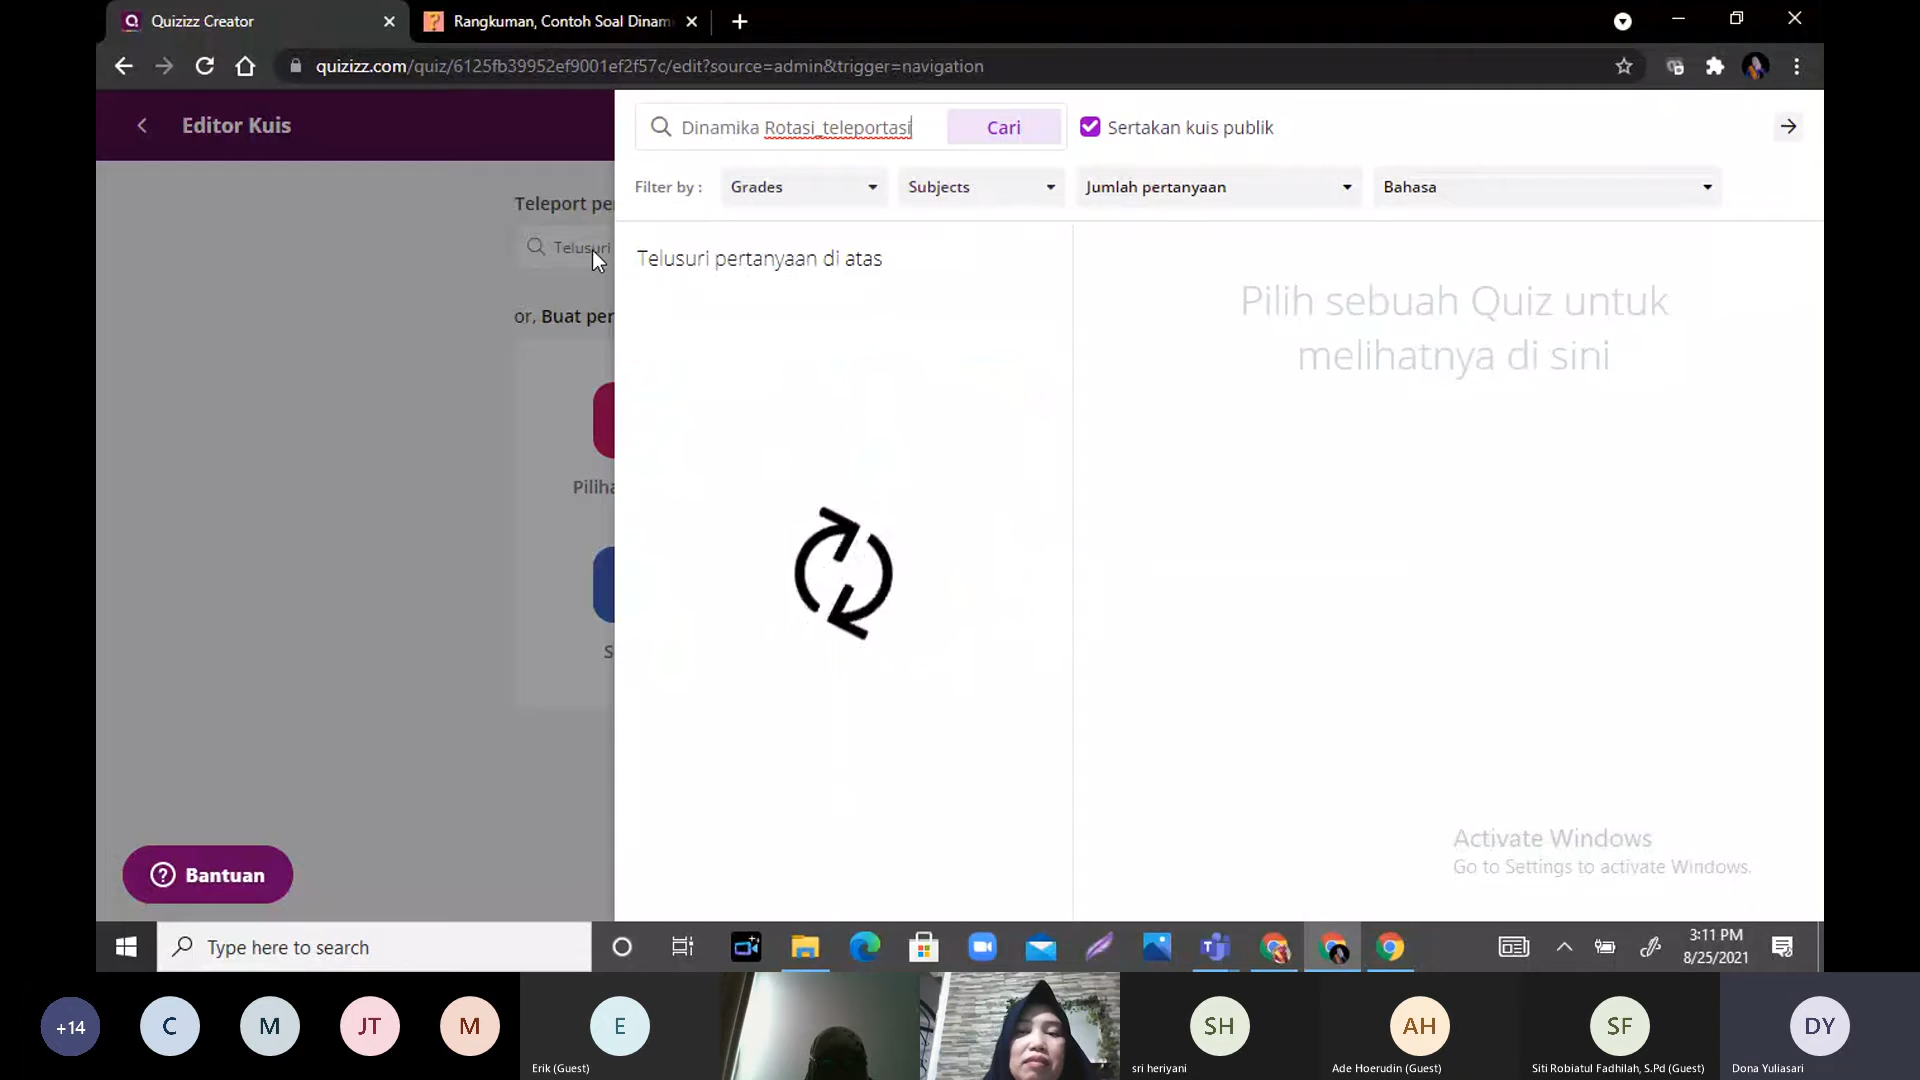 Quizizz Creator
Rangkuman, Contoh Soal Dinam
quizizz.com/quiz/6125fb39952ef9001ef2f57c/edit?source=admin&trigger=navigation
Editor Kuis
Dinamika Rotasi_teleportasi
Cari
Sertakan kuis publik
Filter by :
Grades
Subjects
Jumlah pertanyaan
Bahasa
Teleport pe
Telusuri
or, Buat per
Piliha
S
Telusuri pertanyaan di atas
Pilih sebuah Quiz untuk
melihatnya di sini
Activate Windows
Go to Settings to activate Windows.
Bantuan
Type here to search
3:11 PM
8/25/2021
+14
C
M
JT
M
E
SH
AH
SF
DY
Erik (Guest)
sri heriyani
Ade Hoerudin (Guest)
Siti Robiatul Fadhilah, S.Pd (Guest)
Dona Yuliasari